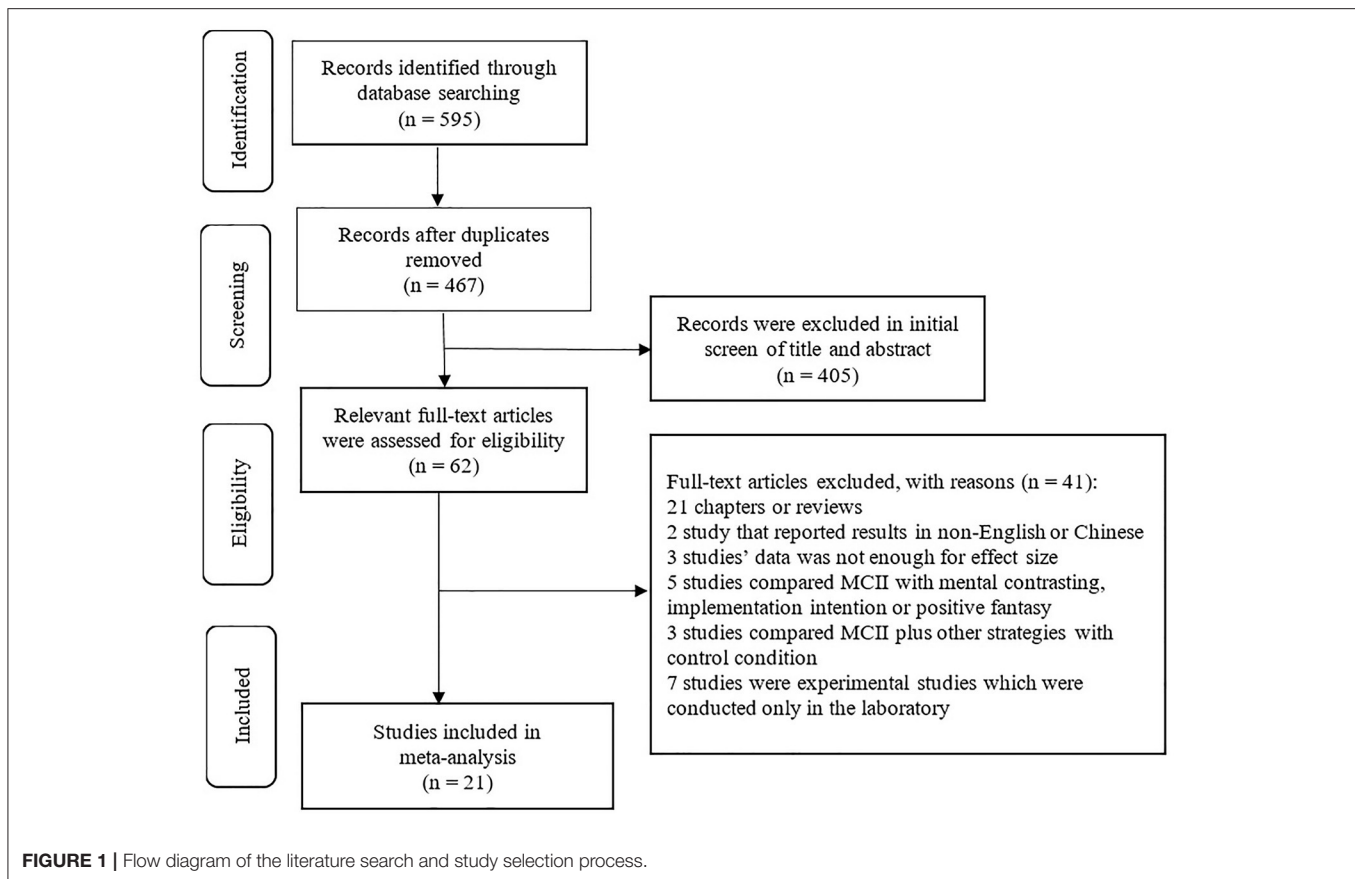 Identification
Records identified through
database searching
(n = 595)
Screening
Records after duplicates
removed
(n = 467)
Records were excluded in initial
screen of title and abstract
(n = 405)
Eligibility
Relevant full-text articles
were assessed for eligibility
(n = 62)
Full-text articles excluded, with reasons (n = 41):
21 chapters or reviews
2 study that reported results in non-English or Chinese
3 studies' data was not enough for effect size
5 studies compared MCII with mental contrasting,
implementation intention or positive fantasy
3 studies compared MCII plus other strategies with
control condition
7 studies were experimental studies which were
conducted only in the laboratory
Included
Studies included in
meta-analysis
(n = 21)
FIGURE 1 | Flow diagram of the literature search and study selection process.